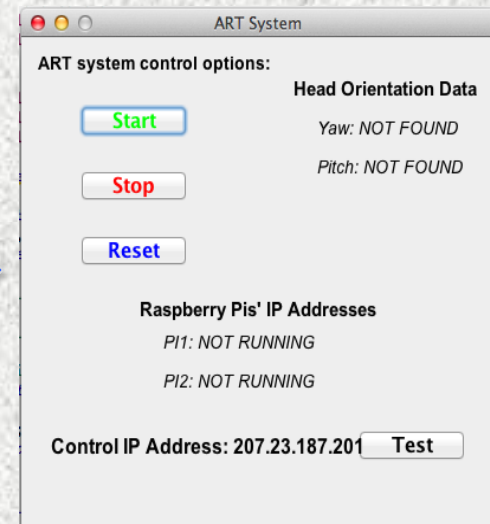 ART System
ART system control options:
Head Orientation Data
Start
Yaw: NOT FOUND
Pitch: NOT FOUND
Stop
Reset
Raspberry Pis' IP Addresses
PI1: NOT RUNNING
PI2: NOT RUNNING
Control IP Address: 207.23.187.201 Test